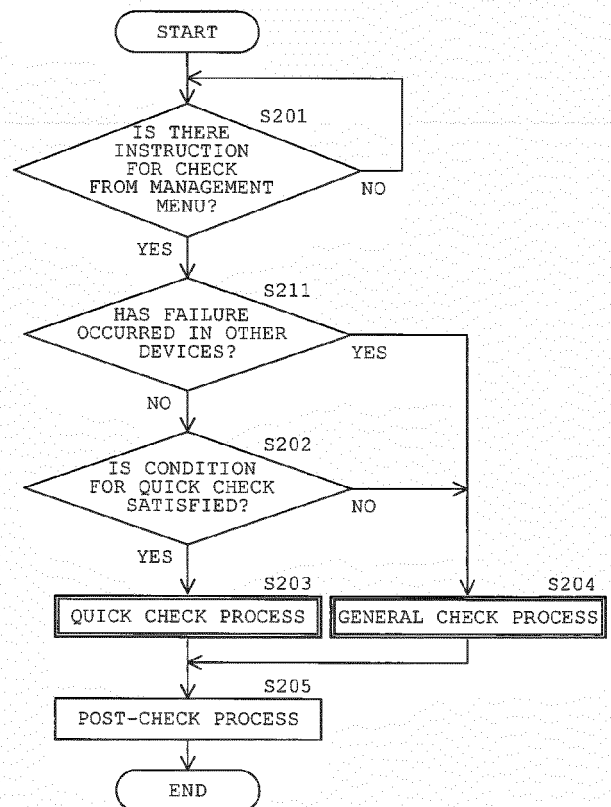 START
S201
IS THERE
INSTRUCTION
FOR CHECK
FROM MANAGEMENT
MENU?
NO
YES
S211
HAS FAILURE
OCCURRED IN OTHER
DEVICES?
YES
NO
S202
IS CONDITION
FOR QUICK CHECK
SATISFIED?
NO
YES
S203
QUICK CHECK PROCESS
S204
GENERAL CHECK PROCESS
S205
POST-CHECK PROCESS
END